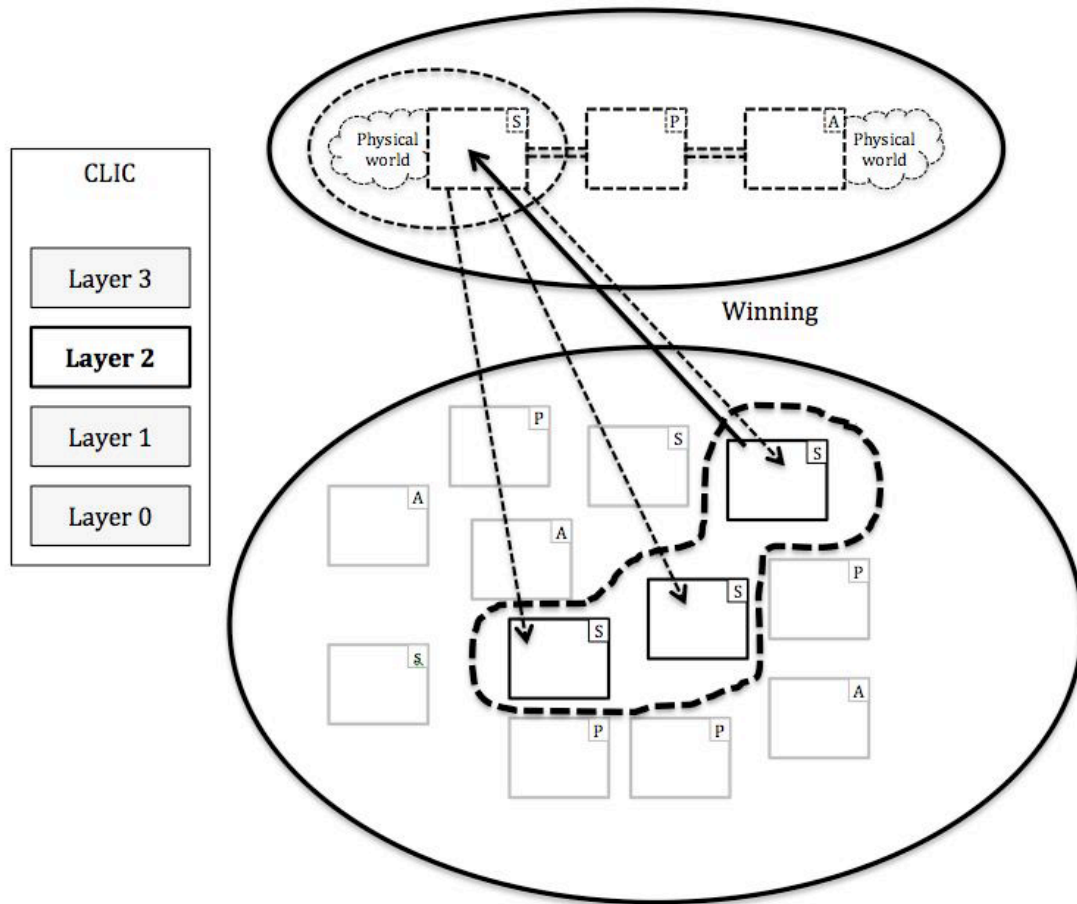 CLIC
Layer 3
Layer 2
Layer 1
Layer 0
S
P
A
Physical
world
Physical
world
Winning
P
S
S
A
A
P
S
S
s
A
P
P